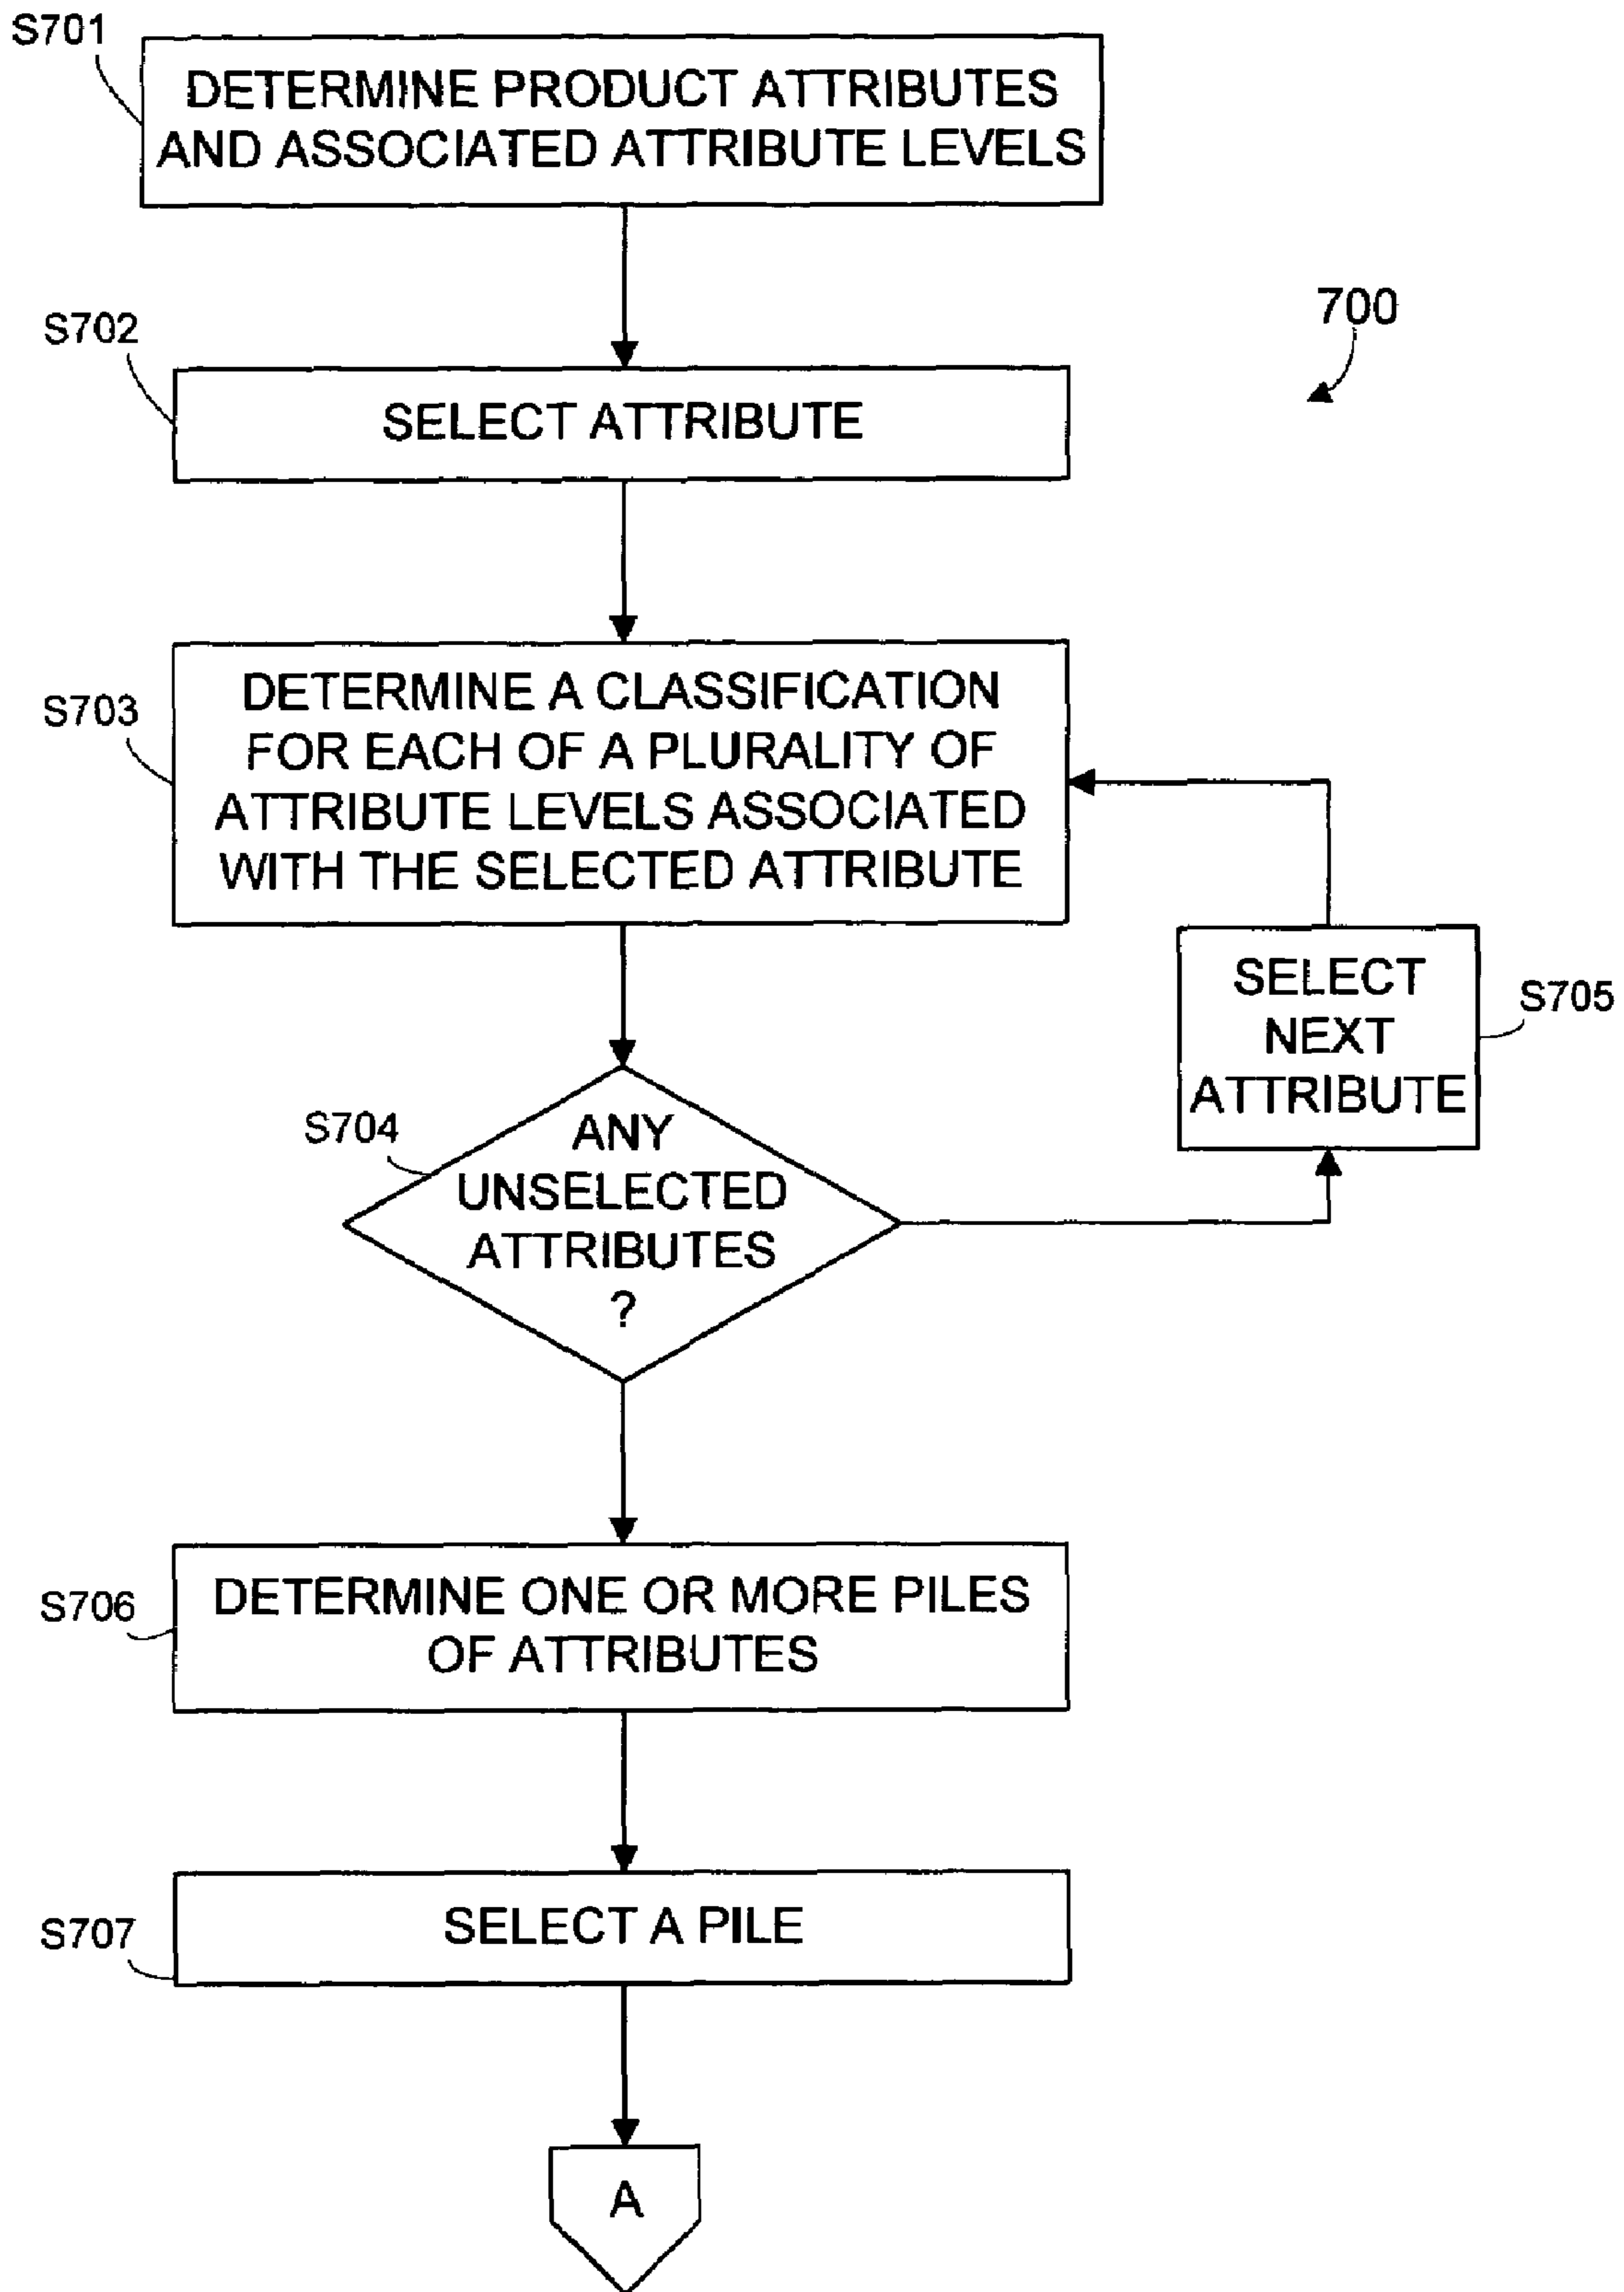 S701
DETERMINE PRODUCT ATTRIBUTES
AND ASSOCIATED ATTRIBUTE LEVELS
700
S702
SELECT ATTRIBUTE
S703
DETERMINE A CLASSIFICATION
FOR EACH OF A PLURALITY OF
ATTRIBUTE LEVELS ASSOCIATED
WITH THE SELECTED ATTRIBUTE
SELECT
NEXT
ATTRIBUTE
S705
S704
ANY
UNSELECTED
ATTRIBUTES
?
S706
DETERMINE ONE OR MORE PILES
OF ATTRIBUTES
S707
SELECT A PILE
A